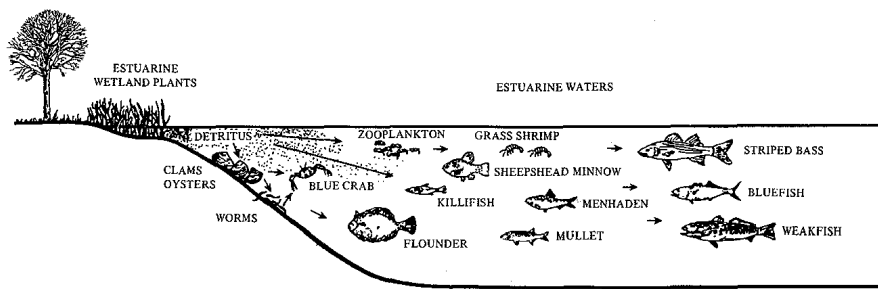 ESTUARINE
WETLAND PLANTS
ESTUARINE WATERS
DETRITUS
ZOOPLANKTON
GRASS SHRIMP
STRIPED BASS
SHEEPSHEAD MINNOW
CLAMS
OYSTERS
BLUE CRAB
KILLIFISH
MENHADEN
BLUEFISH
WORMS
FLOUNDER
MULLET
WEAKFISH